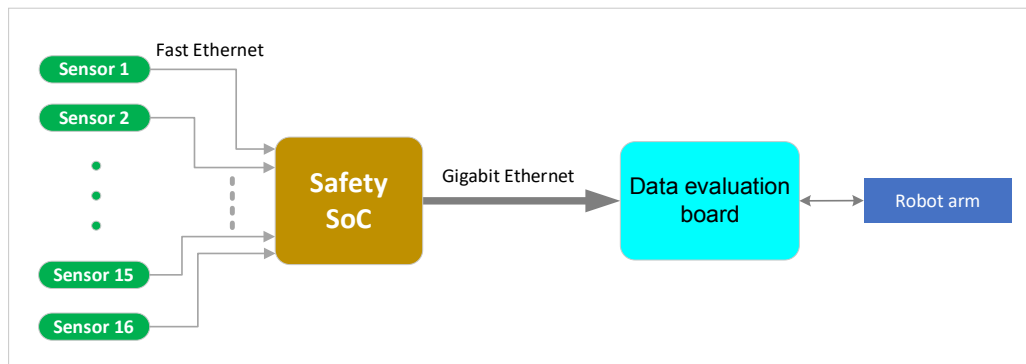 Fast Ethernet
Sensor 1
Sensor 2
Sensor 15
Sensor 16
Safety
SoC
Gigabit Ethernet
Data evaluation
board
Robot arm